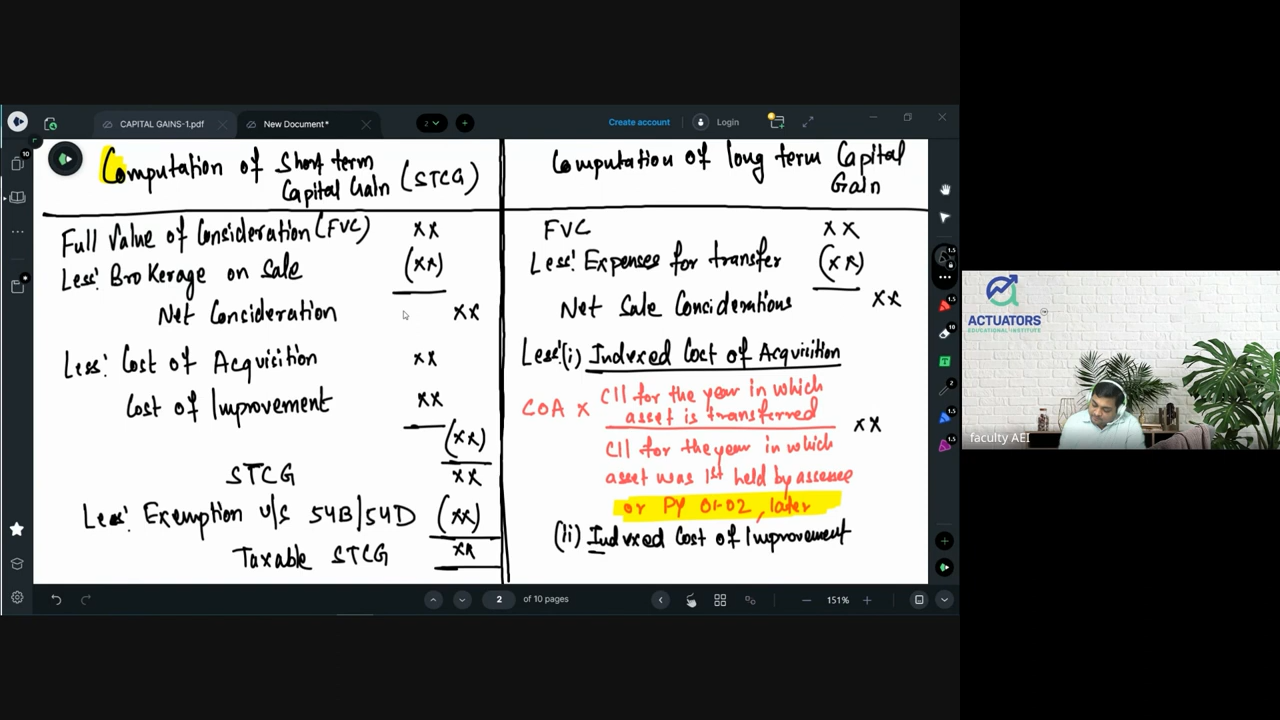 CAPITAL GAINS-1.pdf
New Document*
2
Create account
Login
10
Computation of Short term
Capital Gain (STCG)
Full Value of Consideration (FVC) xx
Less: Brokerage on Sale (xx)
Net Consideration xx
Less: Cost of Acquisition xx
Cost of Improvement xx
(xx)
STCG xx
Less: Exemption u/s 54B/54D (xx)
Taxable STCG xx
Computation of long term Capital
Gain
FVC xx
Less: Expenses for transfer (xx)
Net Sale Considerations xx
Less: (i) Indexed Cost of Acquisition
COA x CII for the year in which
asset is transferred
xx
CII for the year in which
asset was 1st held by assessee
or PY 01-02, later
(ii) Indexed Cost of Improvement
2 of 10 pages
151%
ACTUATORS
EDUCATIONAL INSTITUTE
faculty AEI